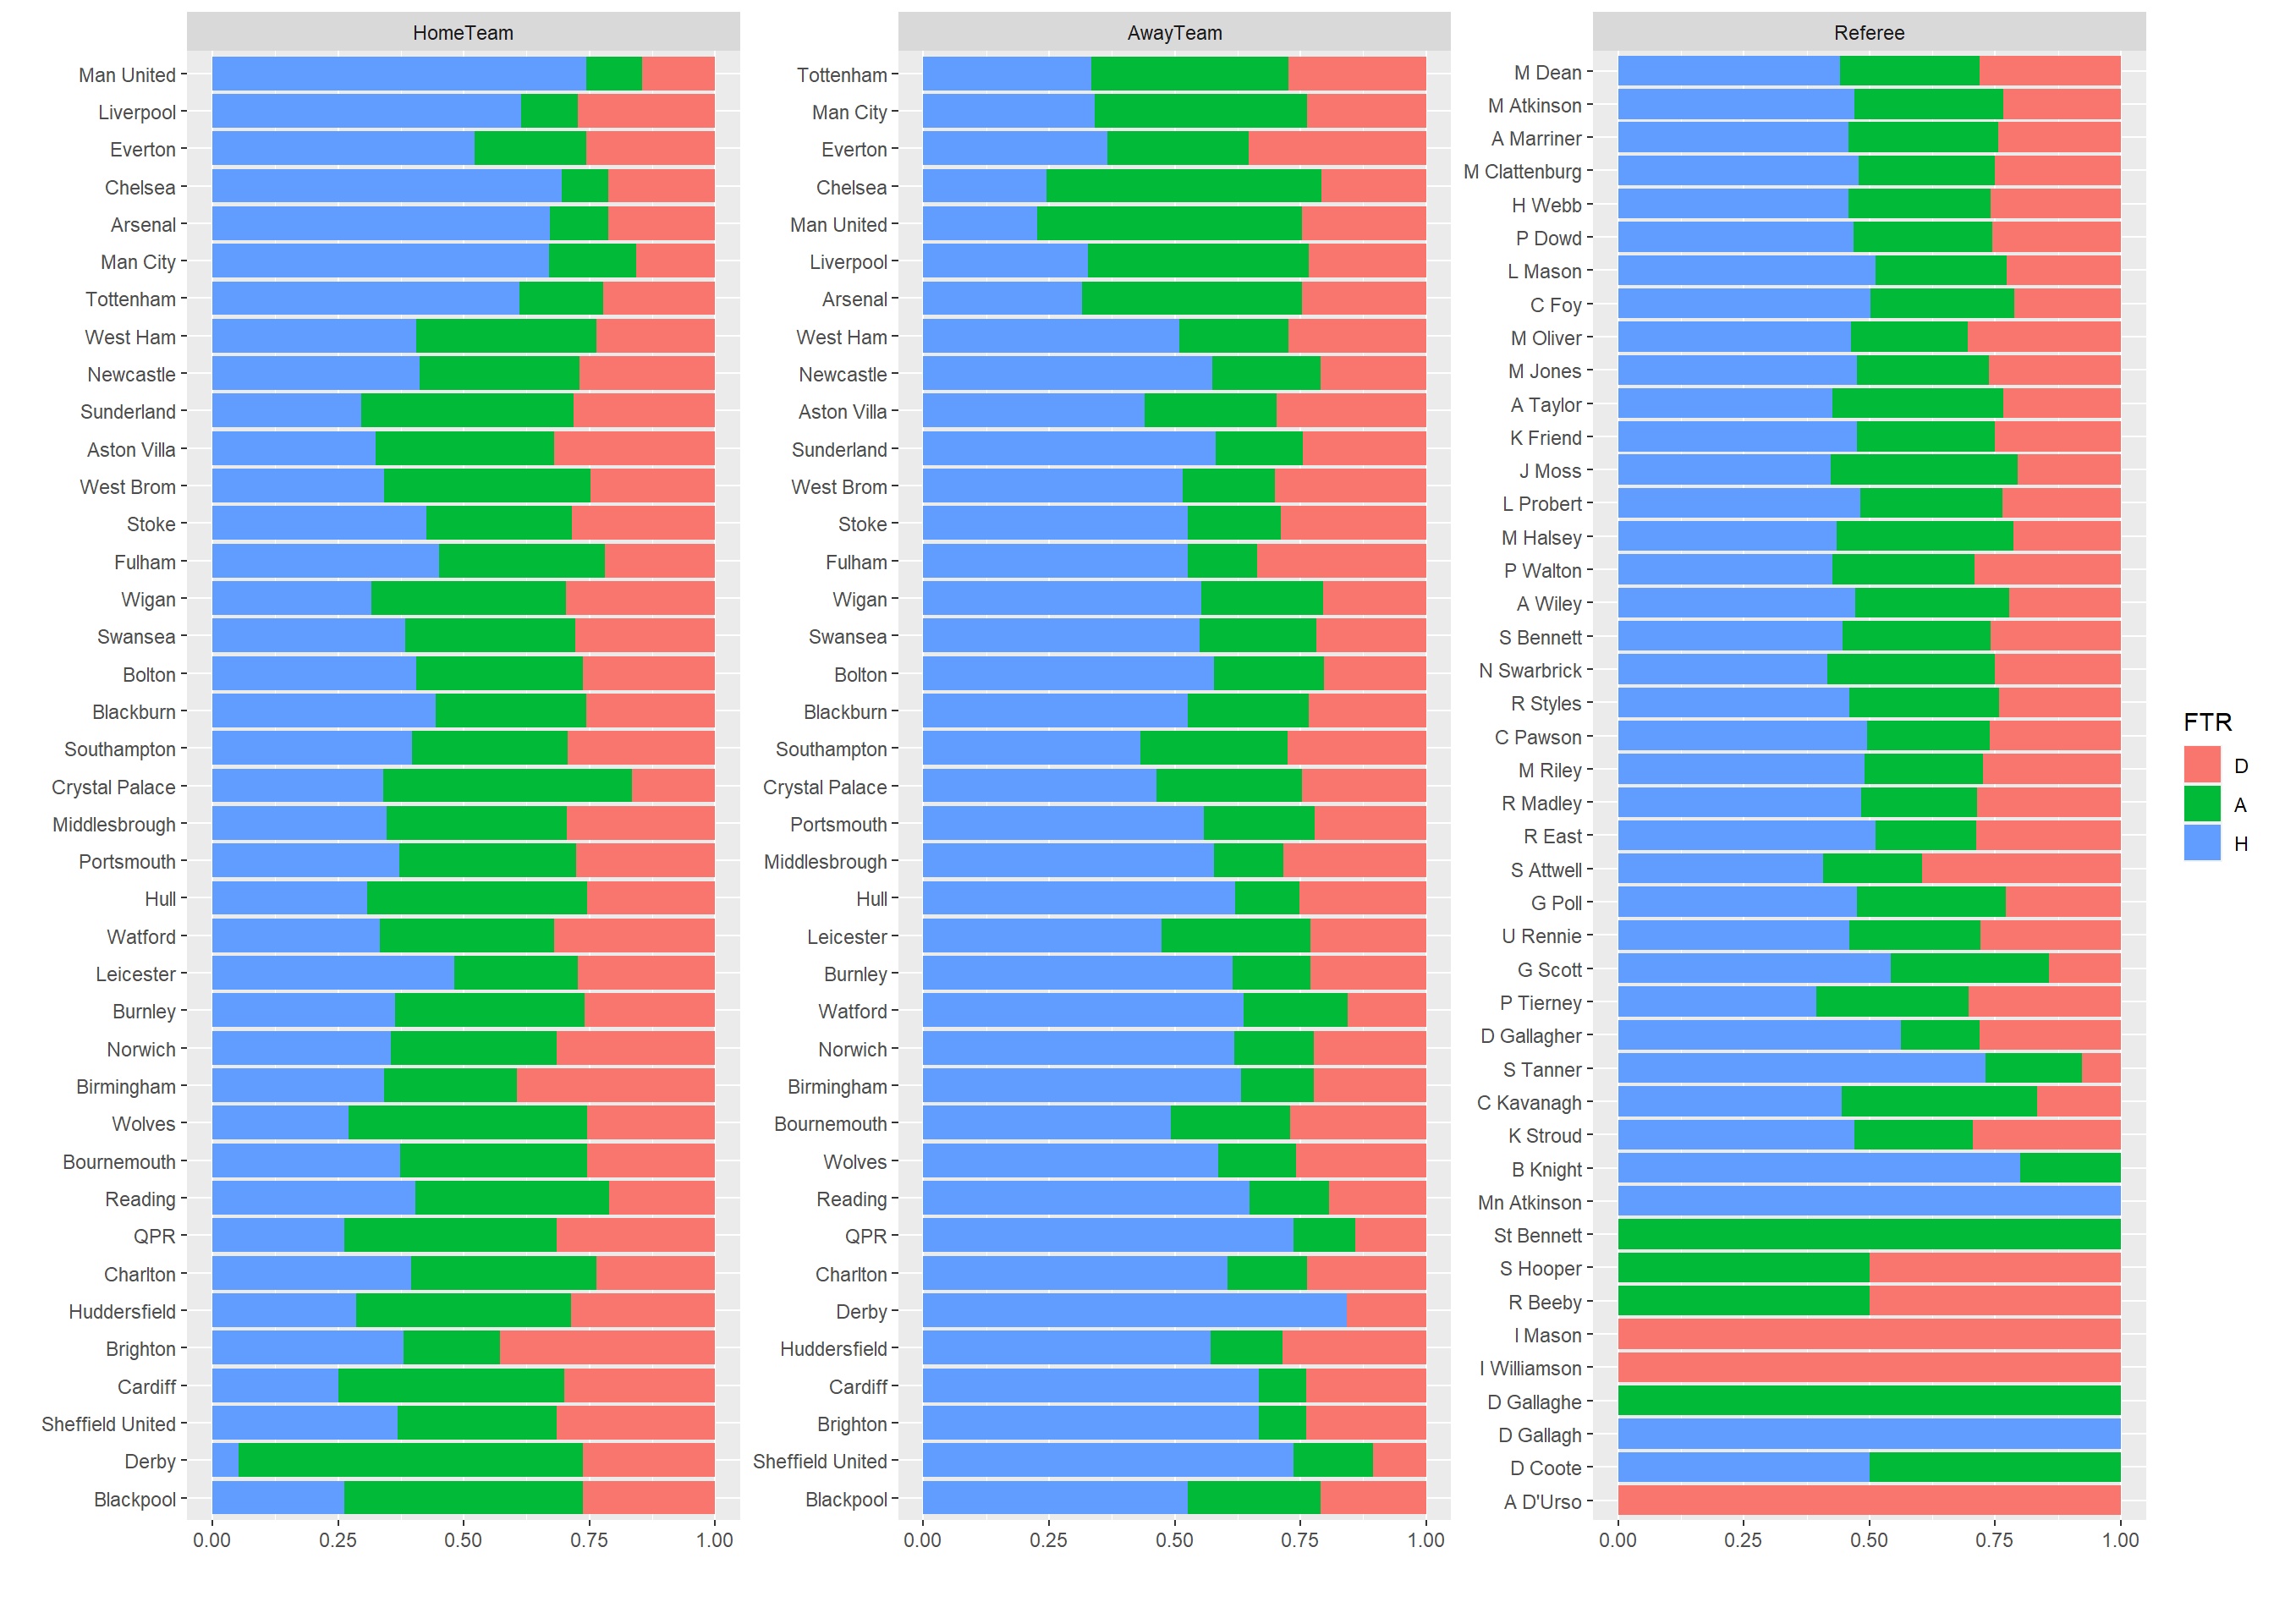 HomeTeam
Man United
Liverpool
Everton
Chelsea
Arsenal
Man City
Tottenham
West Ham
Newcastle
Sunderland
Aston Villa
West Brom
Stoke
Fulham
Wigan
Swansea
Bolton
Blackburn
Southampton
Crystal Palace
Middlesbrough
Portsmouth
Hull
Watford
Leicester
Burnley
Norwich
Birmingham
Wolves
Bournemouth
Reading
QPR
Charlton
Huddersfield
Brighton
Cardiff
Sheffield United
Derby
Blackpool
0.00 0.25 0.50 0.75 1.00
AwayTeam
Tottenham
Man City
Everton
Chelsea
Man United
Liverpool
Arsenal
West Ham
Newcastle
Aston Villa
Sunderland
West Brom
Stoke
Fulham
Wigan
Swansea
Bolton
Blackburn
Southampton
Crystal Palace
Portsmouth
Middlesbrough
Hull
Leicester
Burnley
Watford
Norwich
Birmingham
Bournemouth
Wolves
Reading
QPR
Charlton
Derby
Huddersfield
Cardiff
Brighton
Sheffield United
Blackpool
0.00 0.25 0.50 0.75 1.00
Referee
M Dean
M Atkinson
A Marriner
M Clattenburg
H Webb
P Dowd
L Mason
C Foy
M Oliver
M Jones
A Taylor
K Friend
J Moss
L Probert
M Halsey
P Walton
A Wiley
S Bennett
N Swarbrick
R Styles
C Pawson
M Riley
R Madley
R East
S Attwell
G Poll
U Rennie
G Scott
P Tierney
D Gallagher
S Tanner
C Kavanagh
K Stroud
B Knight
Mn Atkinson
St Bennett
S Hooper
R Beeby
I Mason
I Williamson
D Gallaghe
D Gallagh
D Coote
A D'Urso
0.00 0.25 0.50 0.75 1.00
FTR
D
A
H